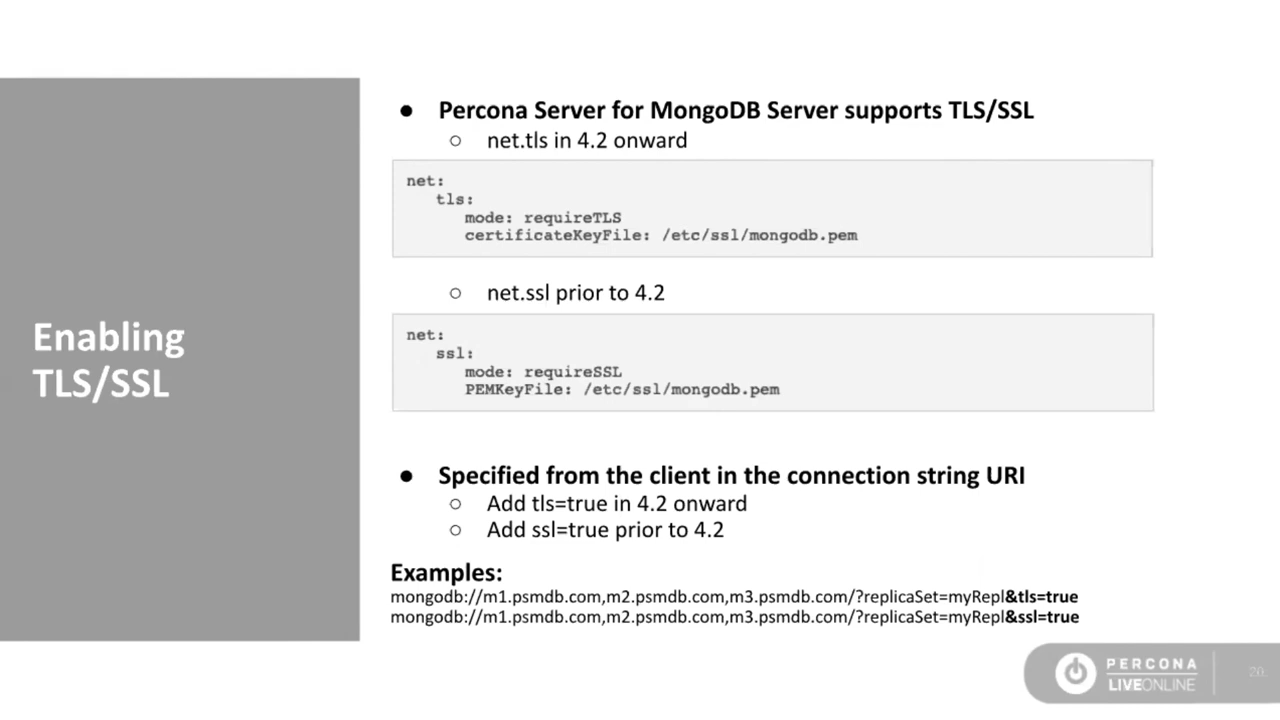 Enabling
TLS/SSL
● Percona Server for MongoDB Server supports TLS/SSL
○ net.tls in 4.2 onward
net:
tls:
mode: requireTLS
certificateKeyFile: /etc/ssl/mongodb.pem
○ net.ssl prior to 4.2
net:
ssl:
mode: requireSSL
PEMKeyFile: /etc/ssl/mongodb.pem
● Specified from the client in the connection string URI
○ Add tls=true in 4.2 onward
○ Add ssl=true prior to 4.2
Examples:
mongodb://m1.psmdb.com,m2.psmdb.com,m3.psmdb.com/?replicaSet=myRepl&tls=true
mongodb://m1.psmdb.com,m2.psmdb.com,m3.psmdb.com/?replicaSet=myRepl&ssl=true
PERCONA
LIVEONLINE
20